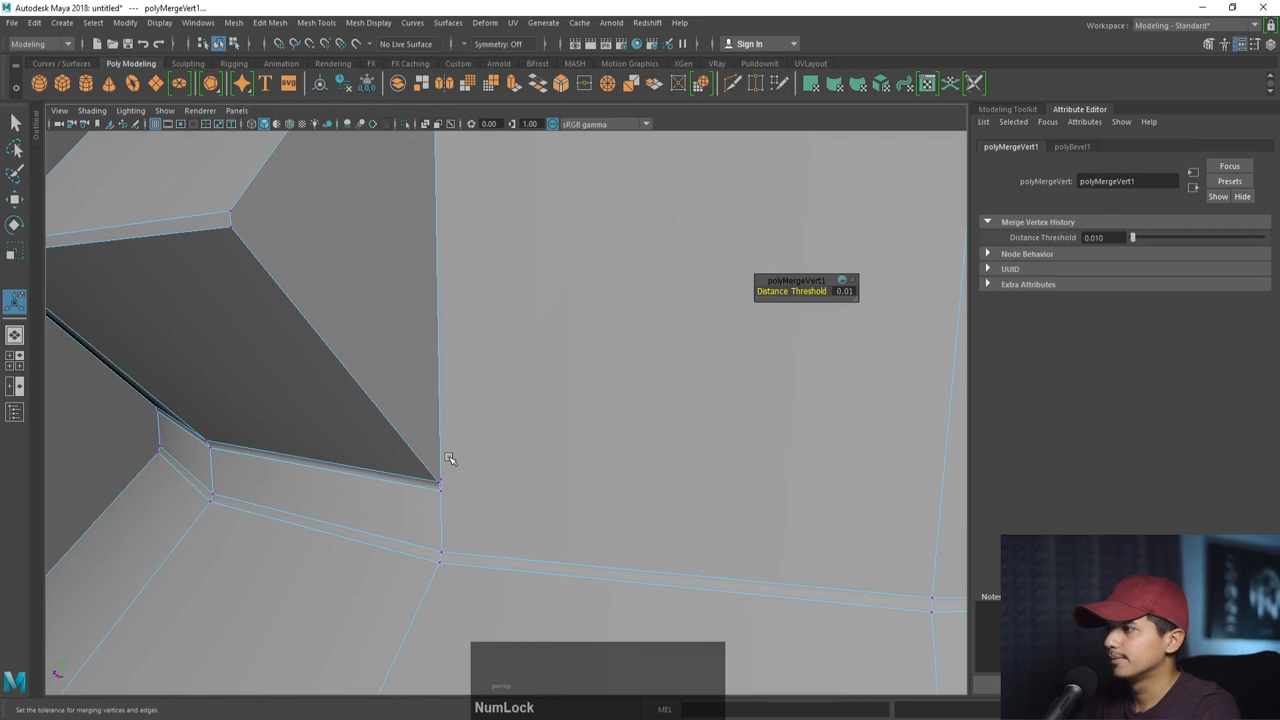 Autodesk Maya 2018: untitled* - polyMergeVert1...
File Edit Create Select Modify Display Windows Mesh Edit Mesh Mesh Tools Mesh Display Curves Surfaces Deform UV Generate Cache Arnold Redshift Help
Workspace : Modeling - Standard*
Modeling No Live Surface Symmetry: Off Sign In
Curves / Surfaces Poly Modeling Sculpting Rigging Animation Rendering FX FX Caching Custom Arnold Bifrost MASH Motion Graphics XGen VRay PulldownIt UVLayout
T SVG
View Shading Lighting Show Renderer Panels
0.00 1.00 sRGB gamma
Outliner
Modeling Toolkit Attribute Editor
List Selected Focus Attributes Show Help
polyMergeVert1 polyBevel1
polyMergeVert: polyMergeVert1
Focus
Presets
Show Hide
Merge Vertex History
Distance Threshold 0.010
Node Behavior
UUID
Extra Attributes
polyMergeVert1
Distance Threshold 0.01
Notes
persp
NumLock
MEL
Set the tolerance for merging vertices and edges.